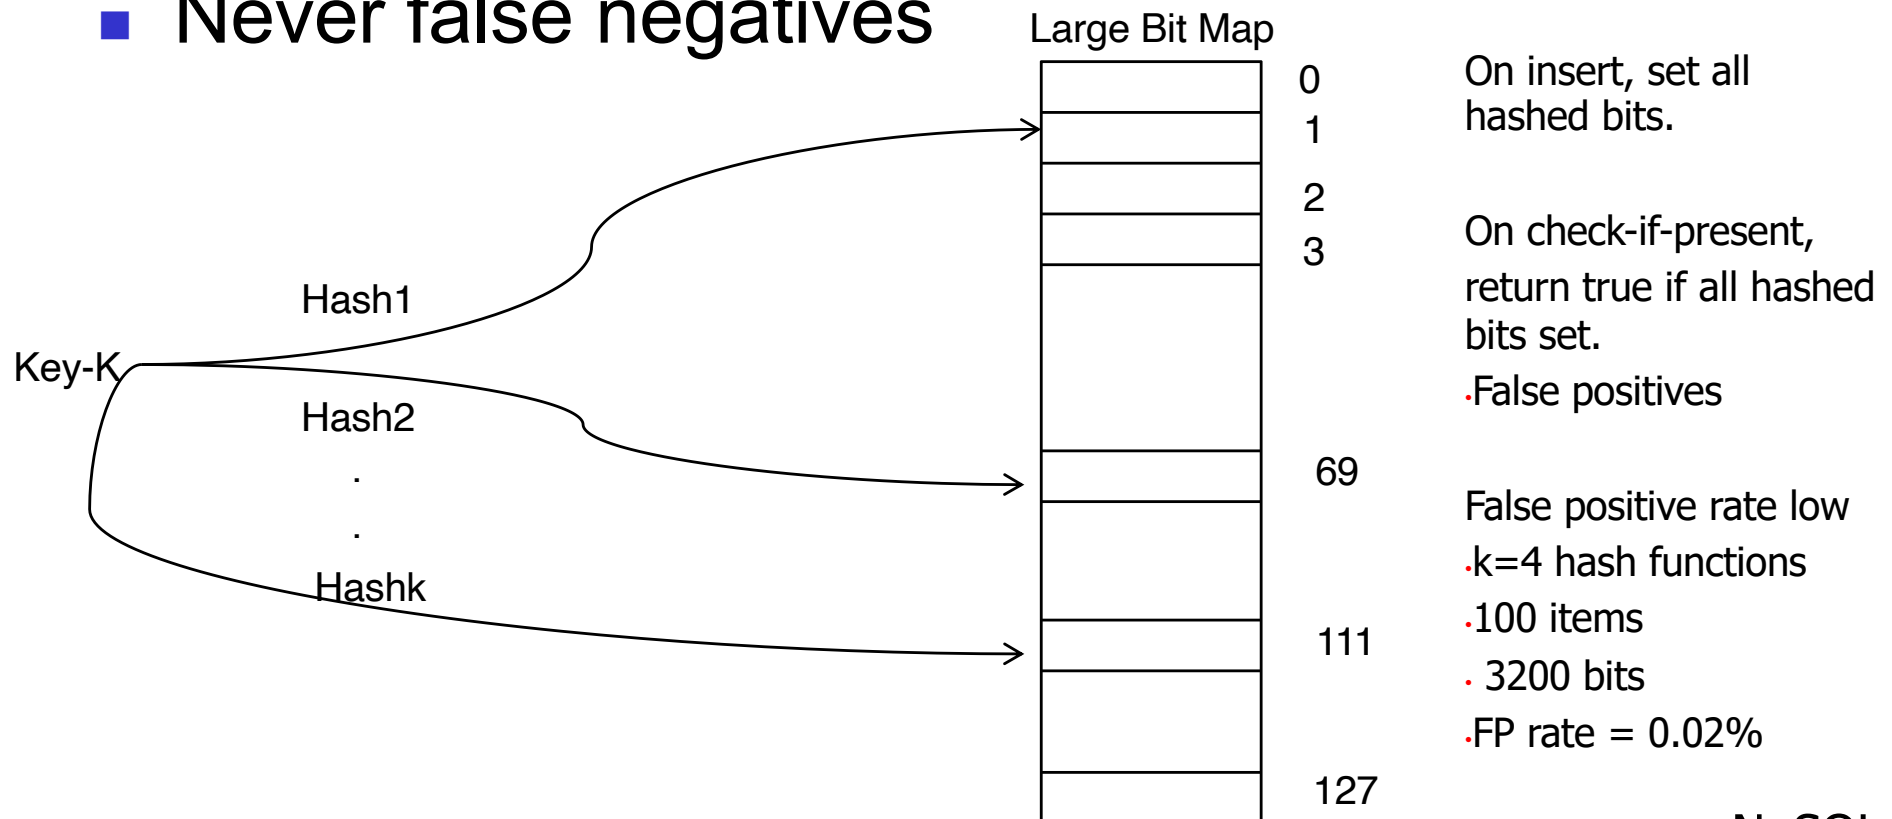 Never false negatives
Large Bit Map
0
1
2
3
69
111
127
Key-K
Hash1
Hash2
.
.
Hashk
On insert, set all
hashed bits.
On check-if-present,
return true if all hashed
bits set.
•False positives
False positive rate low
•k=4 hash functions
•100 items
• 3200 bits
•FP rate = 0.02%